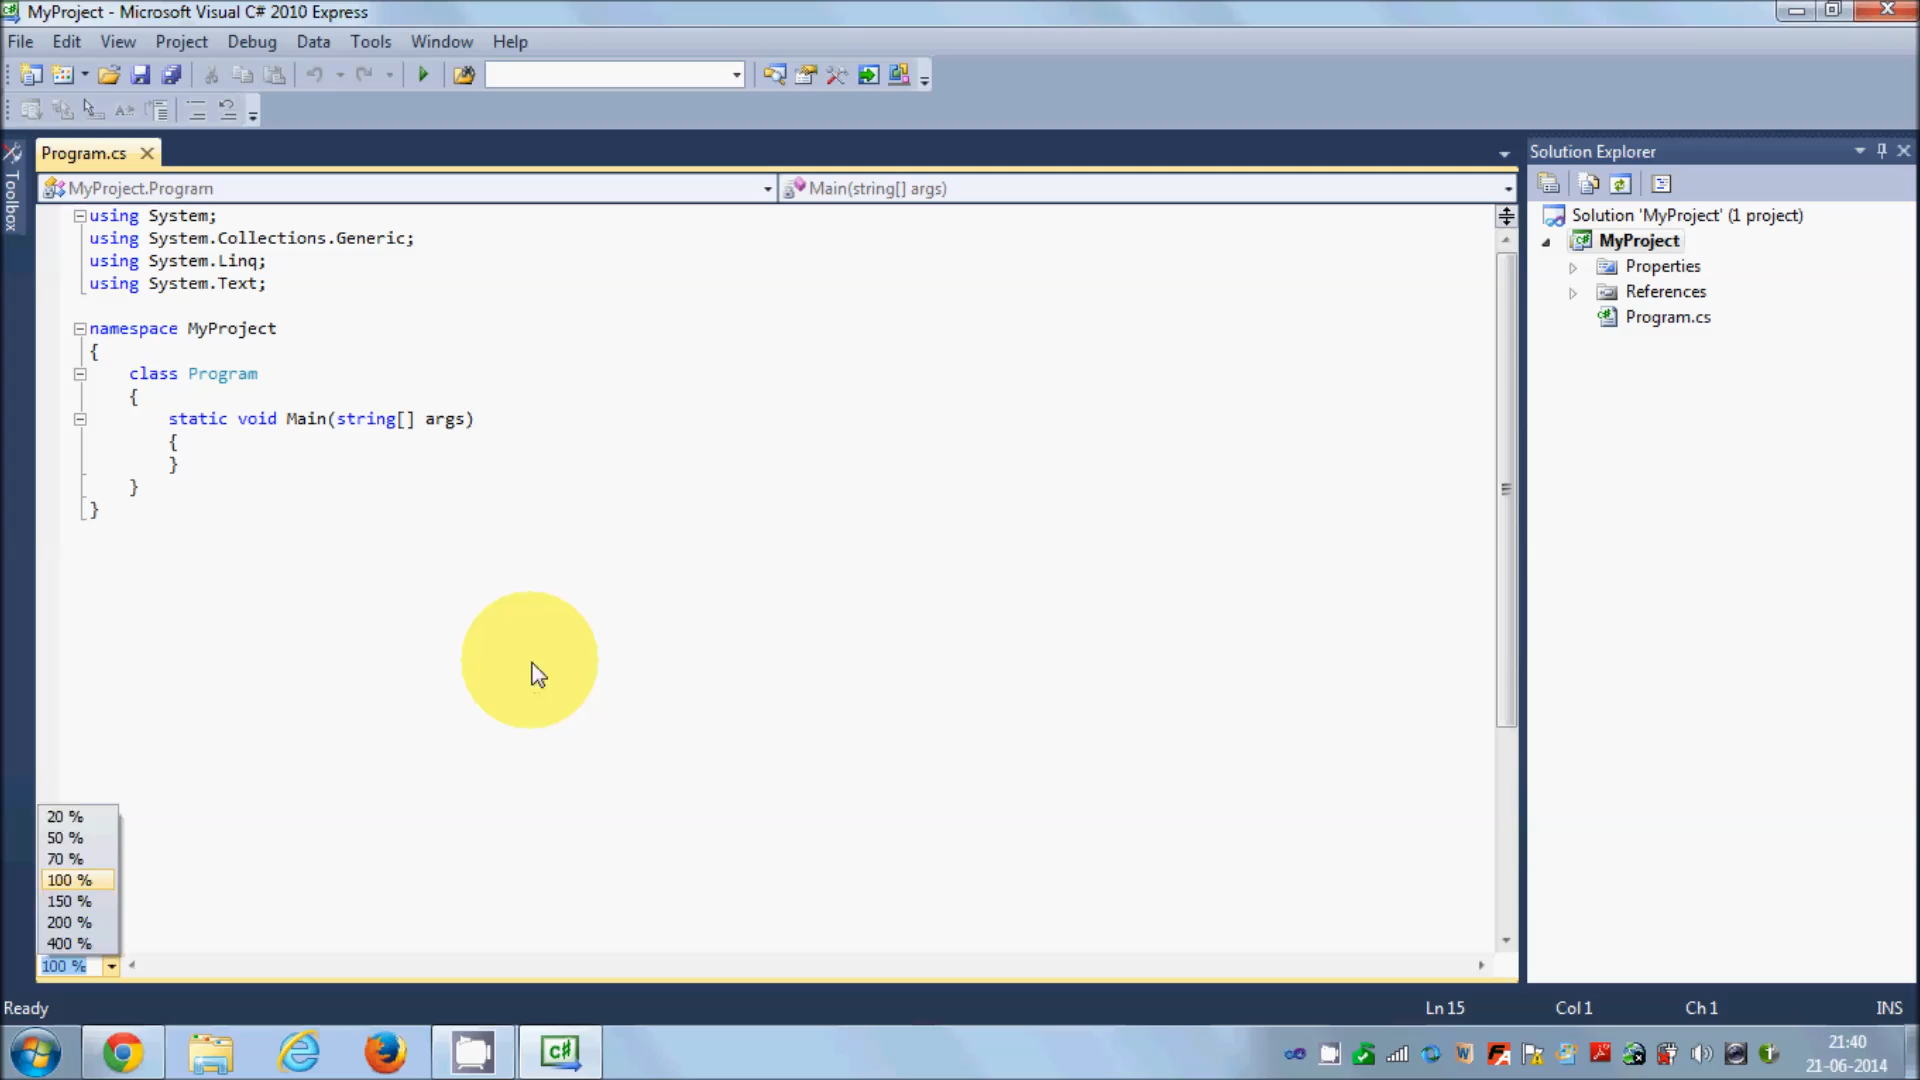 MyProject - Microsoft Visual C# 2010 Express
File Edit View Project Debug Data Tools Window Help
Program.cs
Toolbox
MyProject.Program
Main(string[] args)
using System;
using System.Collections.Generic;
using System.Linq;
using System.Text;
namespace MyProject
{
class Program
{
static void Main(string[] args)
{
}
}
}
Solution Explorer
Solution 'MyProject' (1 project)
MyProject
Properties
References
Program.cs
20 %
50 %
70 %
100 %
150 %
200 %
400 %
100 %
Ready
Ln 15 Col 1 Ch 1 INS
21:40
21-06-2014